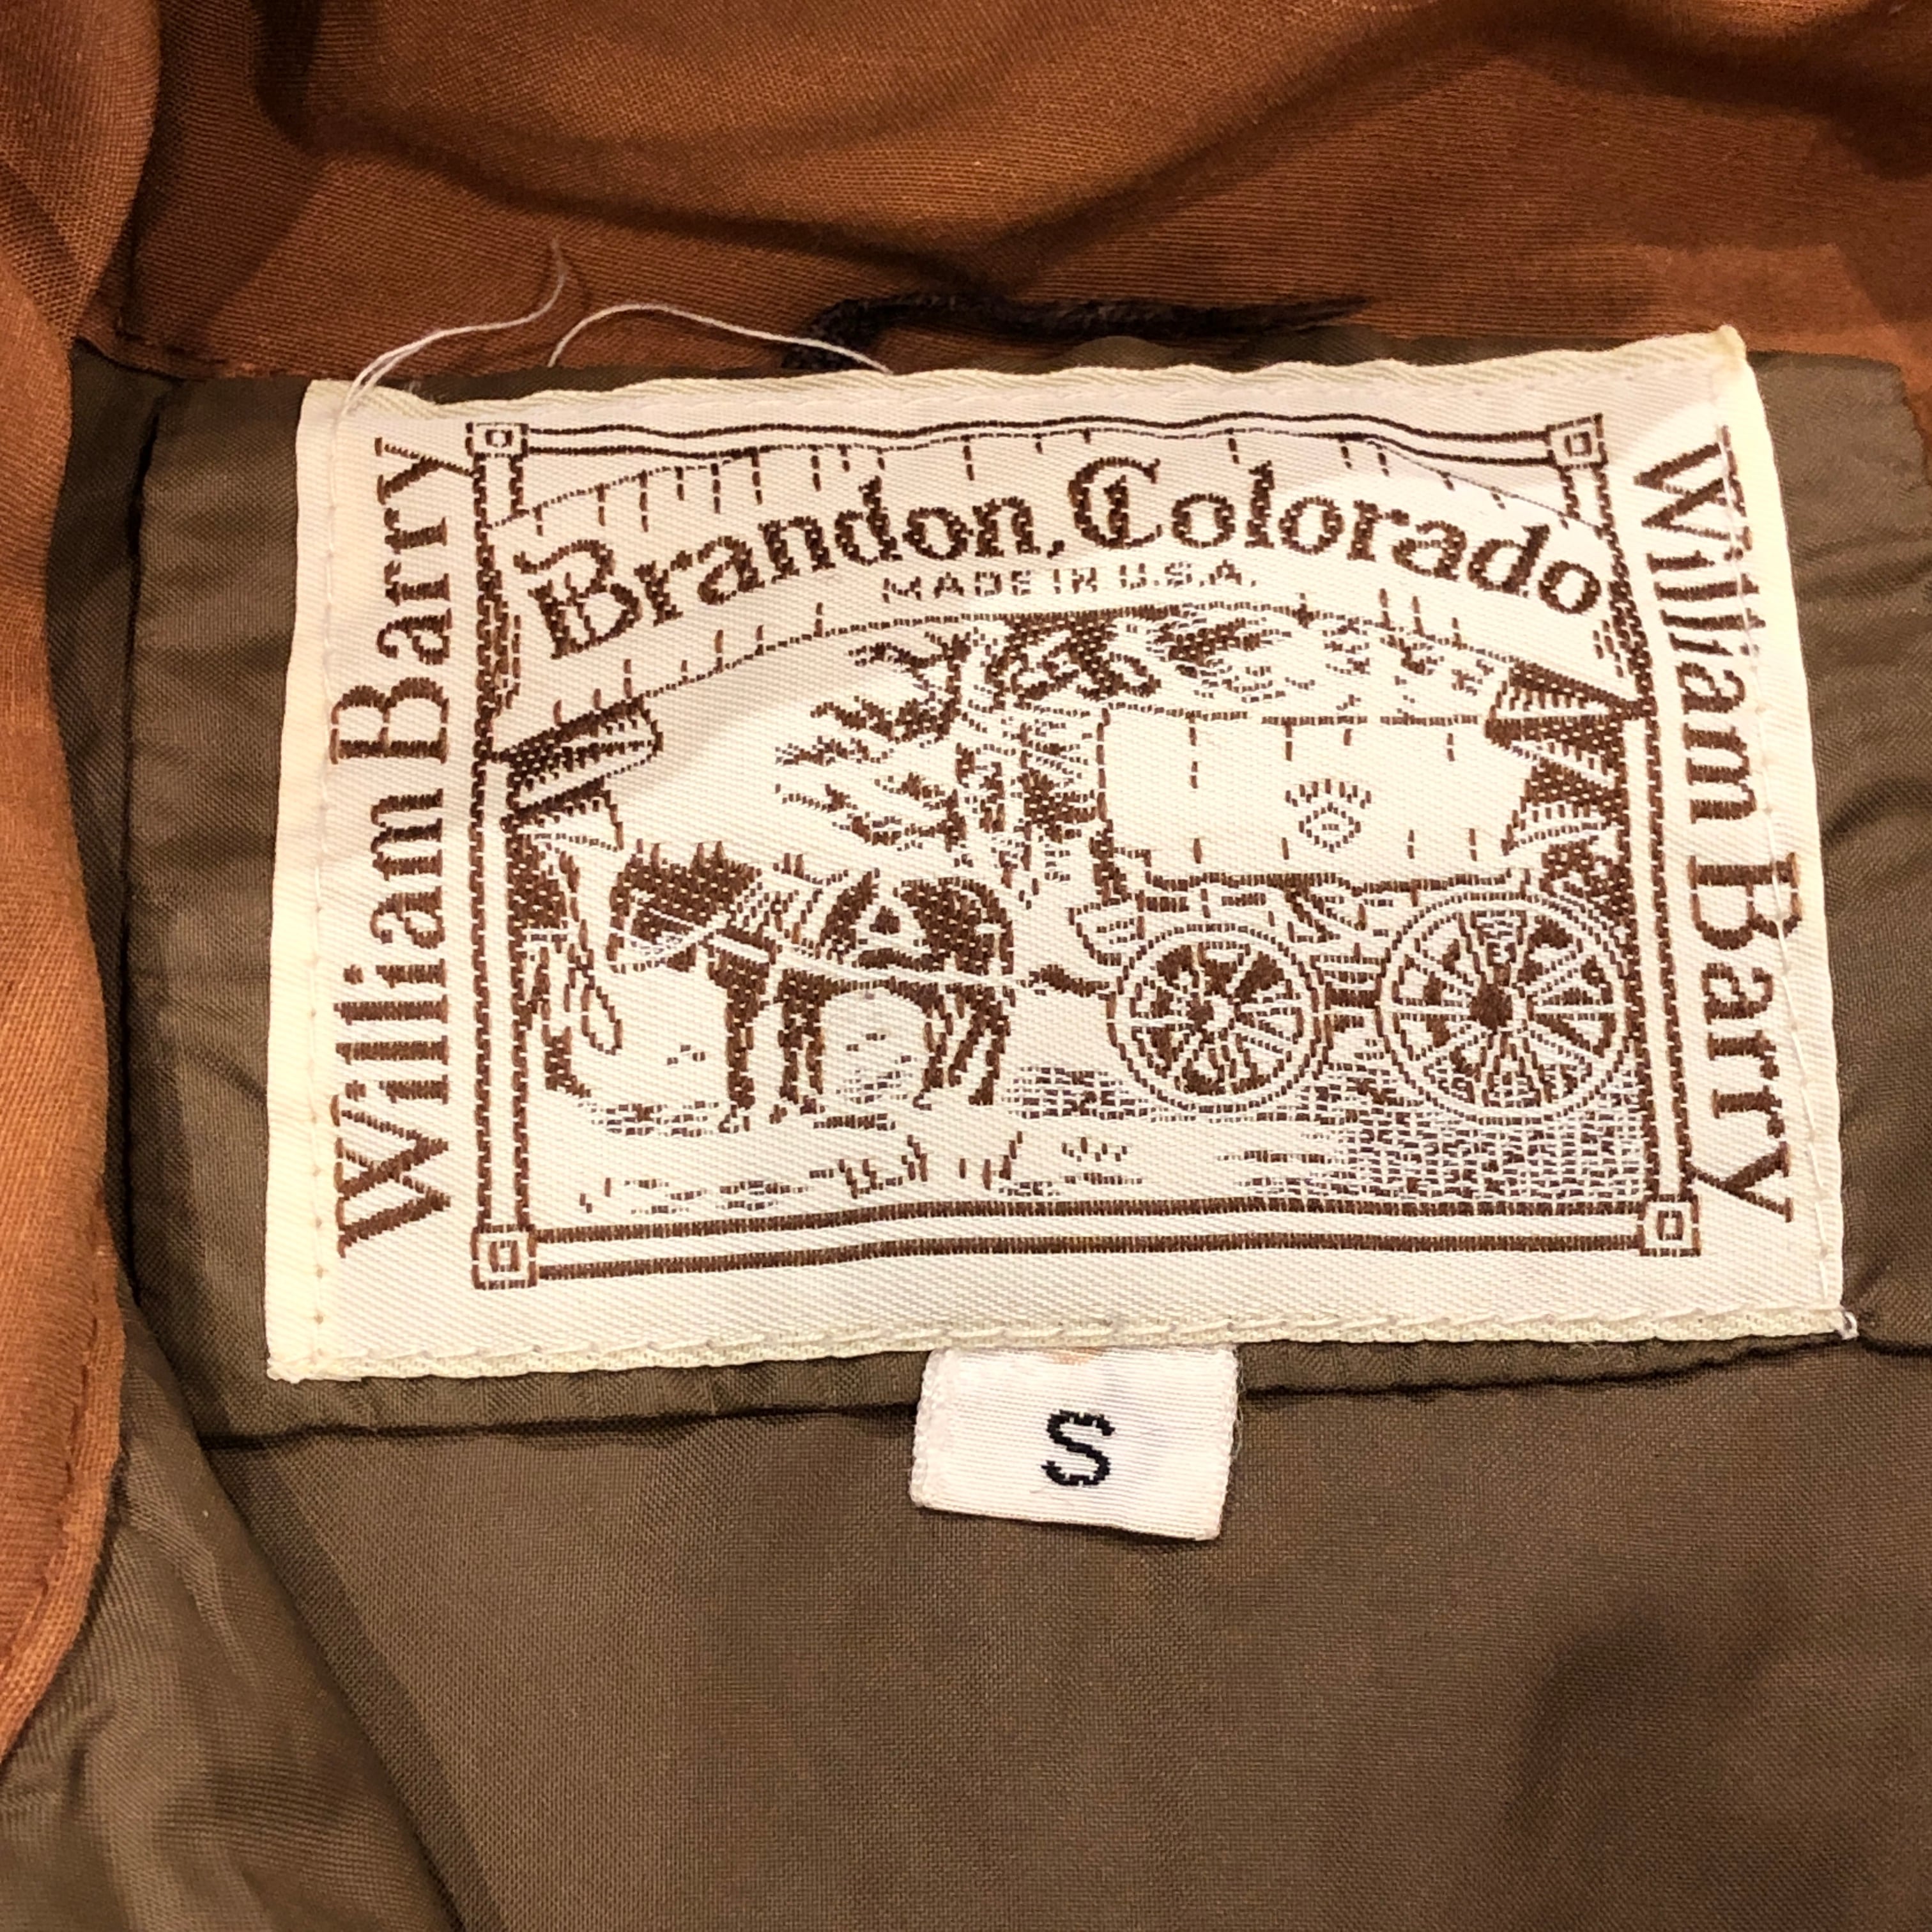 William Barry
Brandon, Colorado
MADE IN U.S.A.
William Barry
S